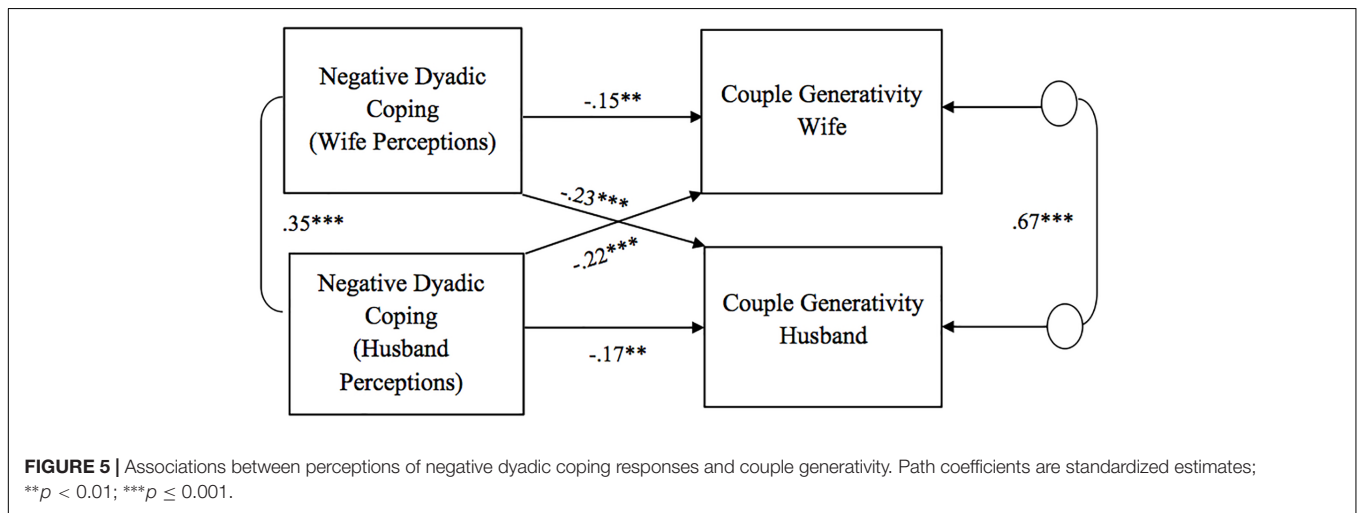 Negative Dyadic
Coping
(Wife Perceptions)
-.15**
Couple Generativity
Wife
-.23***
.35***
-.22***
.67***
Negative Dyadic
Coping
(Husband
Perceptions)
-.17**
Couple Generativity
Husband
FIGURE 5 | Associations between perceptions of negative dyadic coping responses and couple generativity. Path coefficients are standardized estimates;
**p < 0.01; ***p ≤ 0.001.